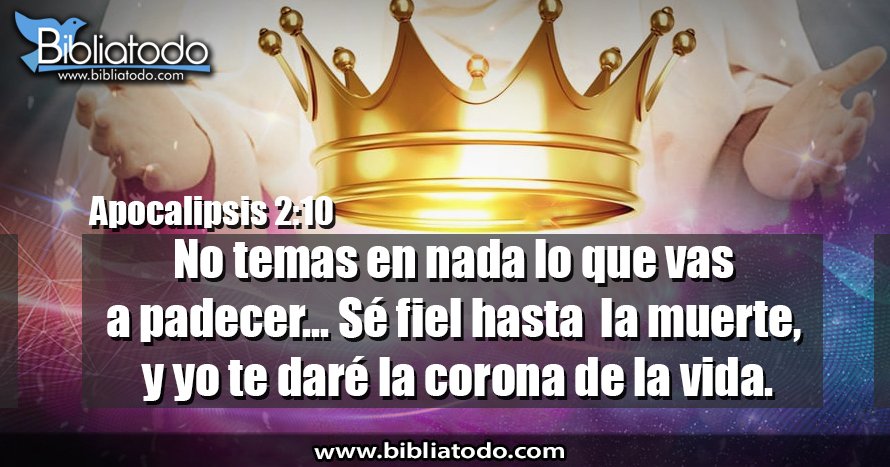 Bibliatodo
www.bibliatodo.com
Apocalipsis 2:10
No temas en nada lo que vas
a padecer... Sé fiel hasta la muerte,
y yo te daré la corona de la vida.
www.bibliatodo.com